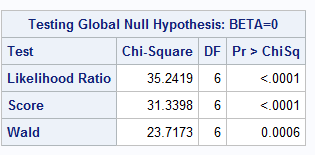 Testing Global Null Hypothesis: BETA=0
Test Chi-Square DF Pr > ChiSq
Likelihood Ratio 35.2419 6 <.0001
Score 31.3398 6 <.0001
Wald 23.7173 6 0.0006